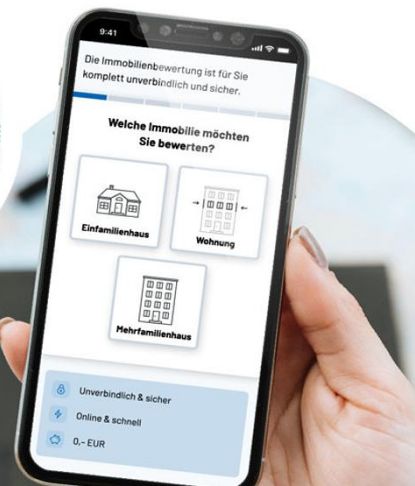 9:41
Die Immobilienbewertung ist für Sie
komplett unverbindlich und sicher.
Welche Immobilie möchten
Sie bewerten?
Einfamilienhaus
Wohnung
Mehrfamilienhaus
Unverbindlich & sicher
Online & schnell
0,- EUR